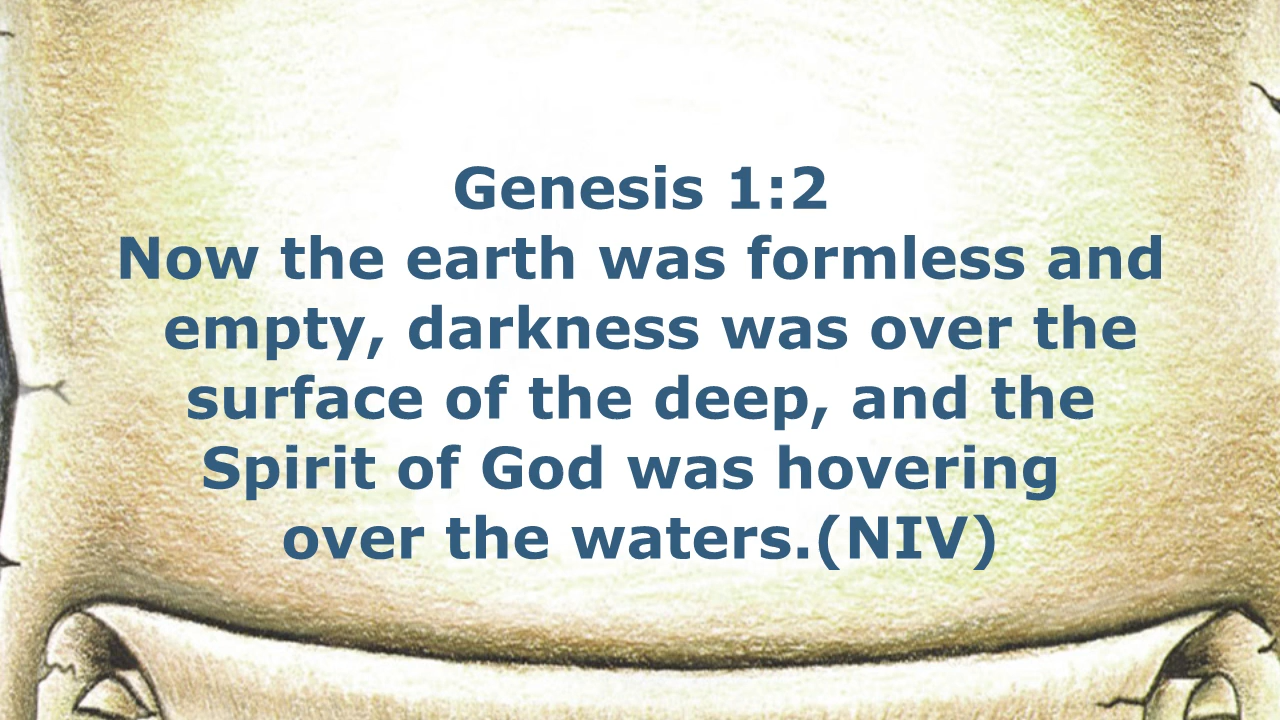 Genesis 1:2
Now the earth was formless and
empty, darkness was over the
surface of the deep, and the
Spirit of God was hovering
over the waters.(NIV)